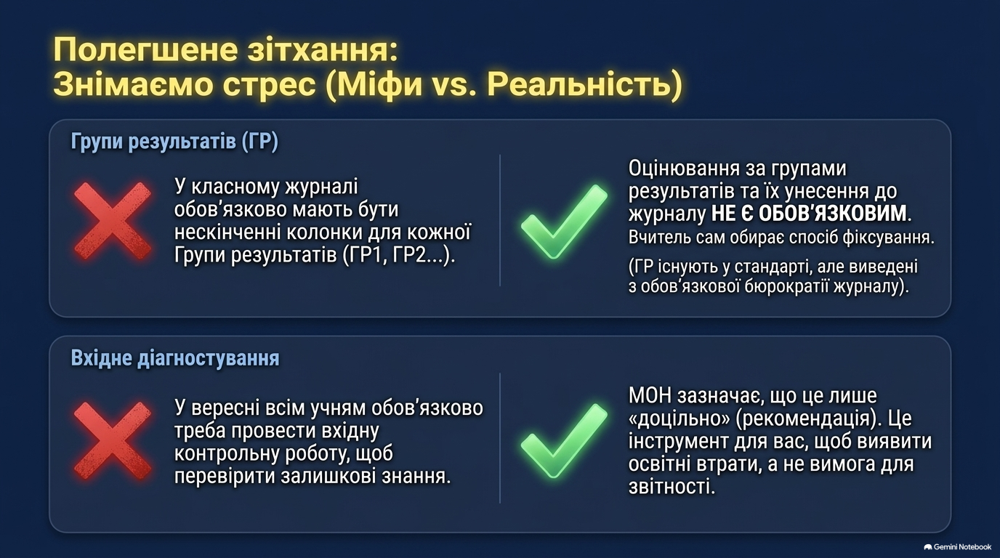 Полегшене зітхання:
Знімаємо стрес (Міфи vs. Реальність)
Групи результатів (ГР)
У класному журналі
обов’язково мають бути
нескінченні колонки для кожної
Групи результатів (ГР1, ГР2...).
Оцінювання за групами
результатів та їх унесення до
журналу НЕ Є ОБОВ’ЯЗКОВИМ.
Вчитель сам обирає спосіб фіксування.
(ГР існують у стандарті, але виведені
з обов’язкової бюрократії журналу).
Вхідне діагностування
У вересні всім учням обов’язково
треба провести вхідну
контрольну роботу, щоб
перевірити залишкові знання.
МОН зазначає, що це лише
«доцільно» (рекомендація). Це
інструмент для вас, щоб виявити
освітні втрати, а не вимога для
звітності.
Gemini Notebook